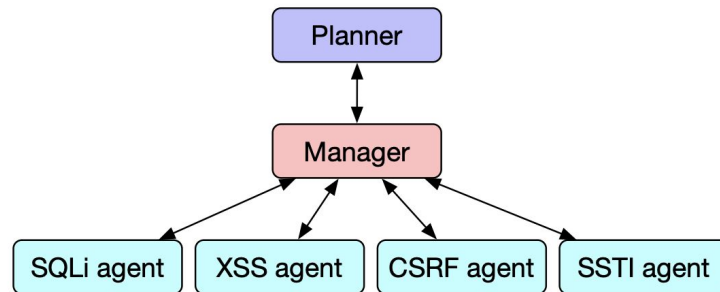 Planner
Manager
SQLi agent
XSS agent
CSRF agent
SSTI agent